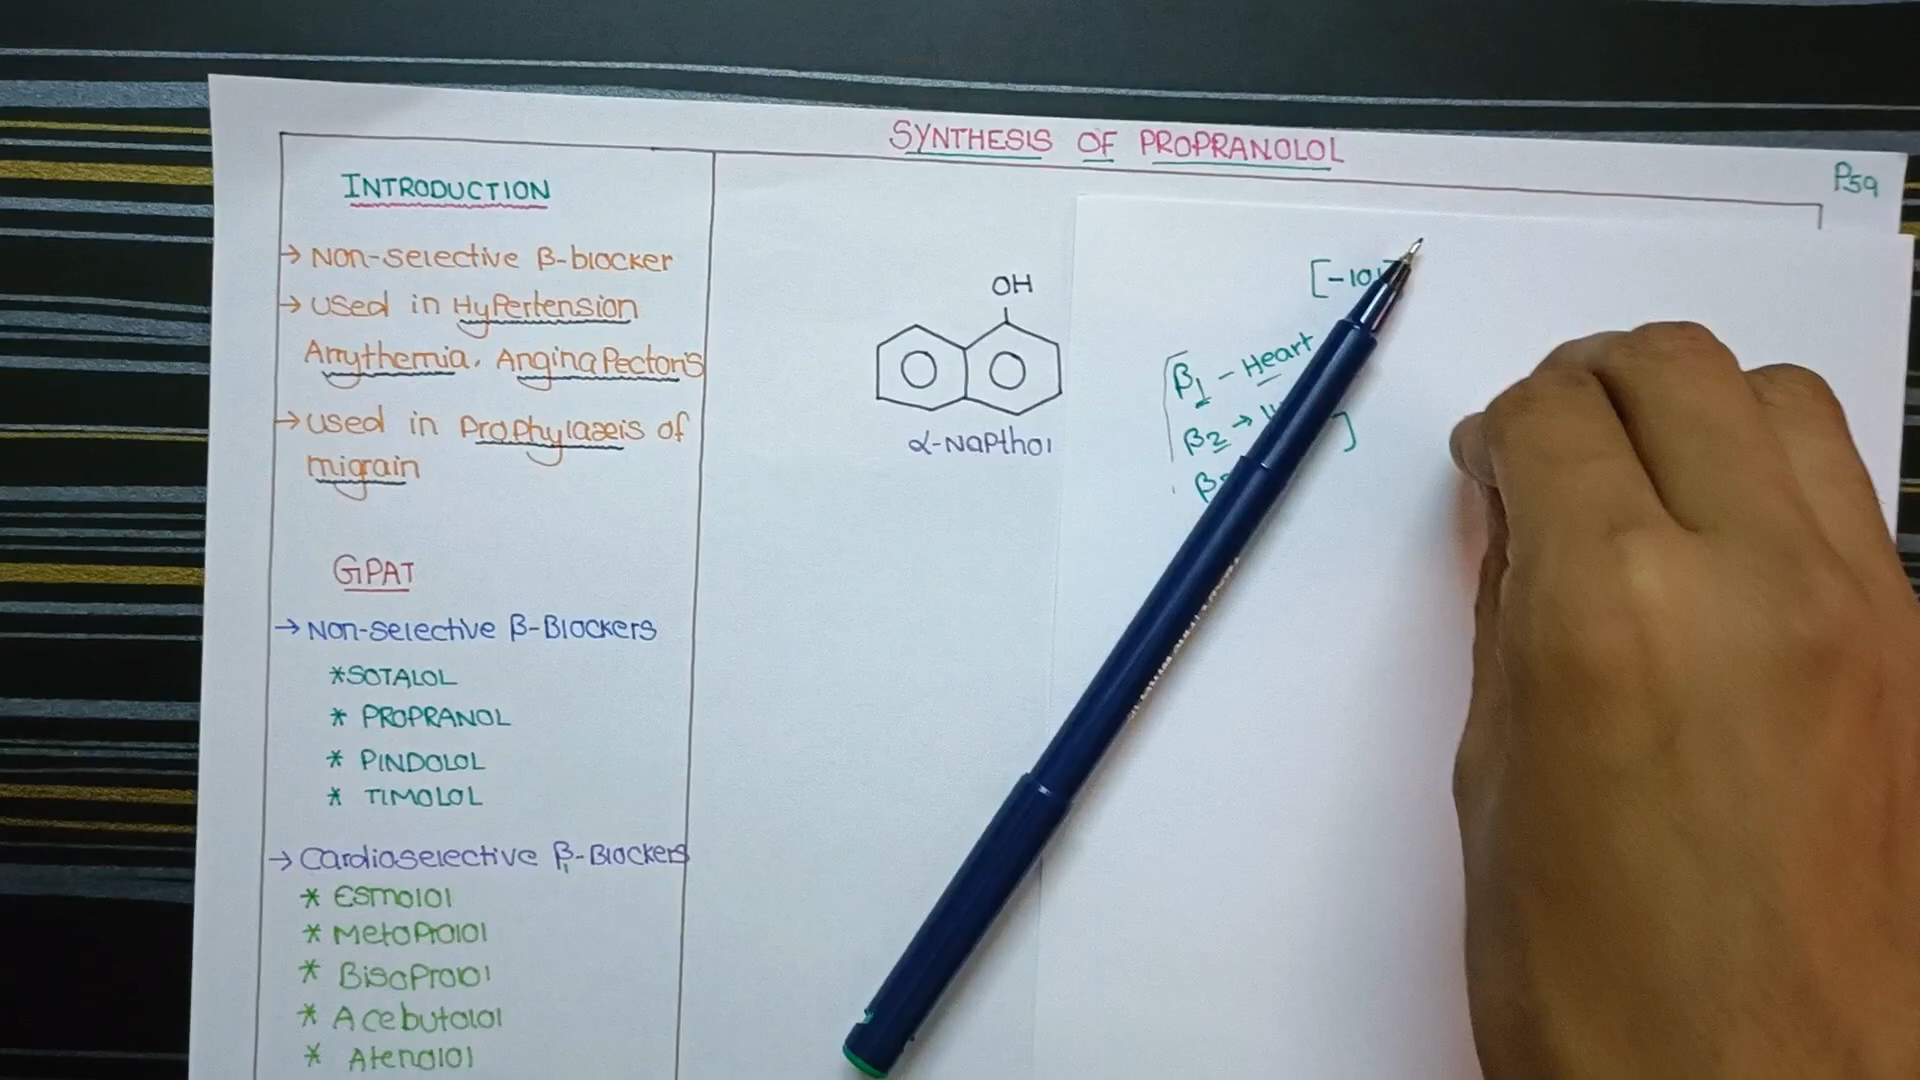 SYNTHESIS OF PROPRANOLOL
P59
INTRODUCTION
→ Non-selective β-blocker
→ used in Hypertension
Arrythemia, Angina Pectoris
→ used in Prophylaxeis of
migrain
GPAT
→ Non-selective β-Blockers
*SOTALOL
* PROPRANOL
* PINDOLOL
* TIMOLOL
→ Cardioselective β1-Blockers
* Esmolol
* Metoprolol
* Bisoprolol
* Acebutolol
* Atenolol
OH
α-Napthol
β1 - Heart
β2 →